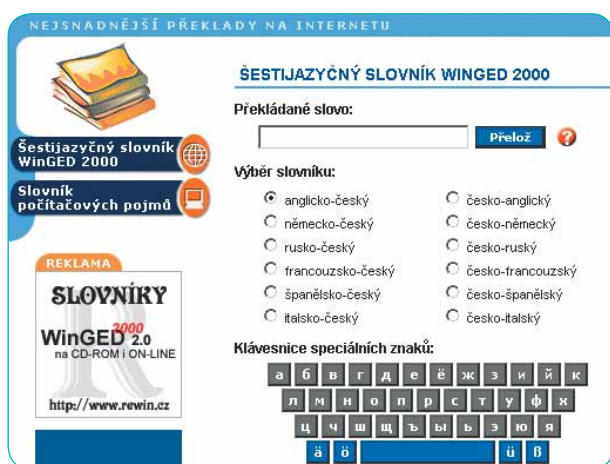 NEJSNADNĚJŠÍ PŘEKLADY NA INTERNETU
Šestijazyčný slovník
WinGED 2000
Slovník
počítačových pojmů
REKLAMA
SLOVNÍKY
R
2000
WinGED 2.0
na CD-ROM i ON-LINE
http://www.rewin.cz
ŠESTIJAZYČNÝ SLOVNÍK WINGED 2000
Překládané slovo:
Přelož ?
Výběr slovníku:
anglicko-český česko-anglický
německo-český česko-německý
rusko-český česko-ruský
francouzsko-český česko-francouzský
španělsko-český česko-španělský
italsko-český česko-italský
Klávesnice speciálních znaků:
а б в г д е ё ж з и й к
л м н о п р с т у ф х
ц ч ш щ ъ ы ь э ю я
ä ö ü ß